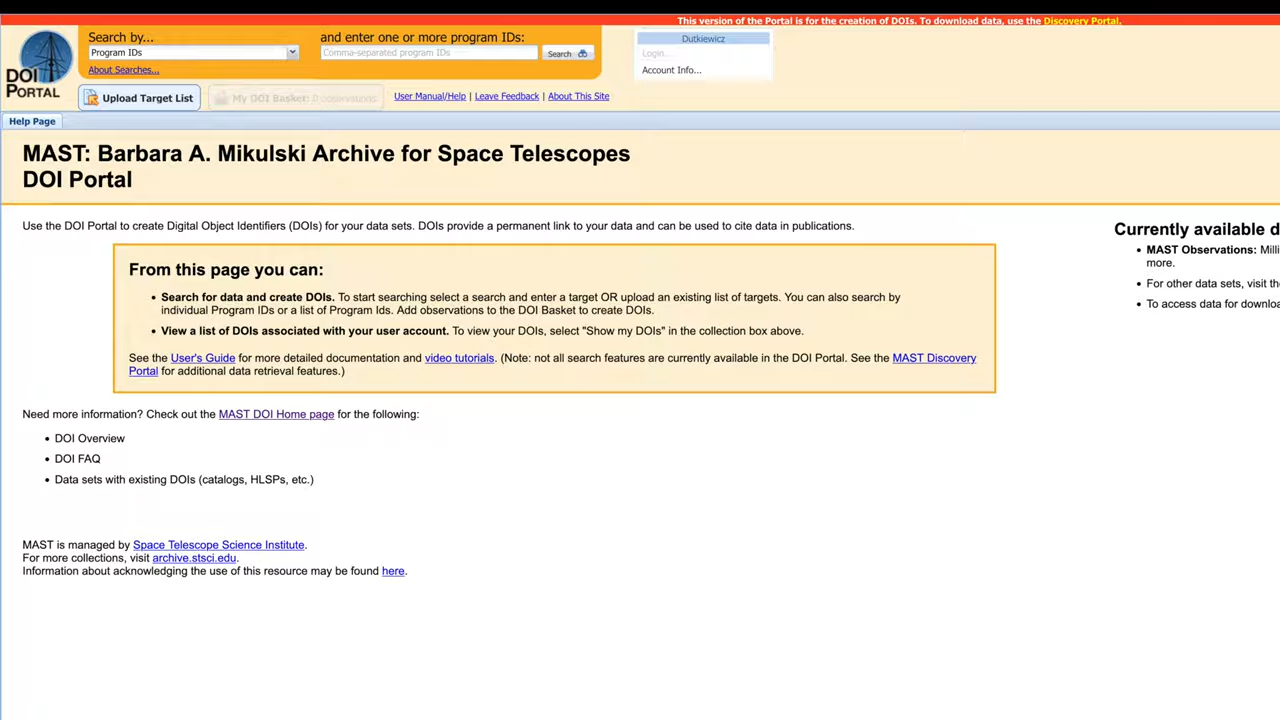 This version of the Portal is for the creation of DOIs. To download data, use the Discovery Portal.
DOI
PORTAL
Search by...
and enter one or more program IDs:
Program IDs
Comma-separated program IDs
Search
About Searches...
Dutkiewicz
Login...
Account Info...
Upload Target List
My DOI Basket: 0 observations
User Manual/Help | Leave Feedback | About This Site
Help Page
MAST: Barbara A. Mikulski Archive for Space Telescopes
DOI Portal
Use the DOI Portal to create Digital Object Identifiers (DOIs) for your data sets. DOIs provide a permanent link to your data and can be used to cite data in publications.
From this page you can:
• Search for data and create DOIs. To start searching select a search and enter a target OR upload an existing list of targets. You can also search by
individual Program IDs or a list of Program Ids. Add observations to the DOI Basket to create DOIs.
• View a list of DOIs associated with your user account. To view your DOIs, select "Show my DOIs" in the collection box above.
See the User's Guide for more detailed documentation and video tutorials. (Note: not all search features are currently available in the DOI Portal. See the MAST Discovery
Portal for additional data retrieval features.)
Need more information? Check out the MAST DOI Home page for the following:
• DOI Overview
• DOI FAQ
• Data sets with existing DOIs (catalogs, HLSPs, etc.)
MAST is managed by Space Telescope Science Institute.
For more collections, visit archive.stsci.edu.
Information about acknowledging the use of this resource may be found here.
Currently available d
• MAST Observations: Milli
more.
• For other data sets, visit the
• To access data for downloa